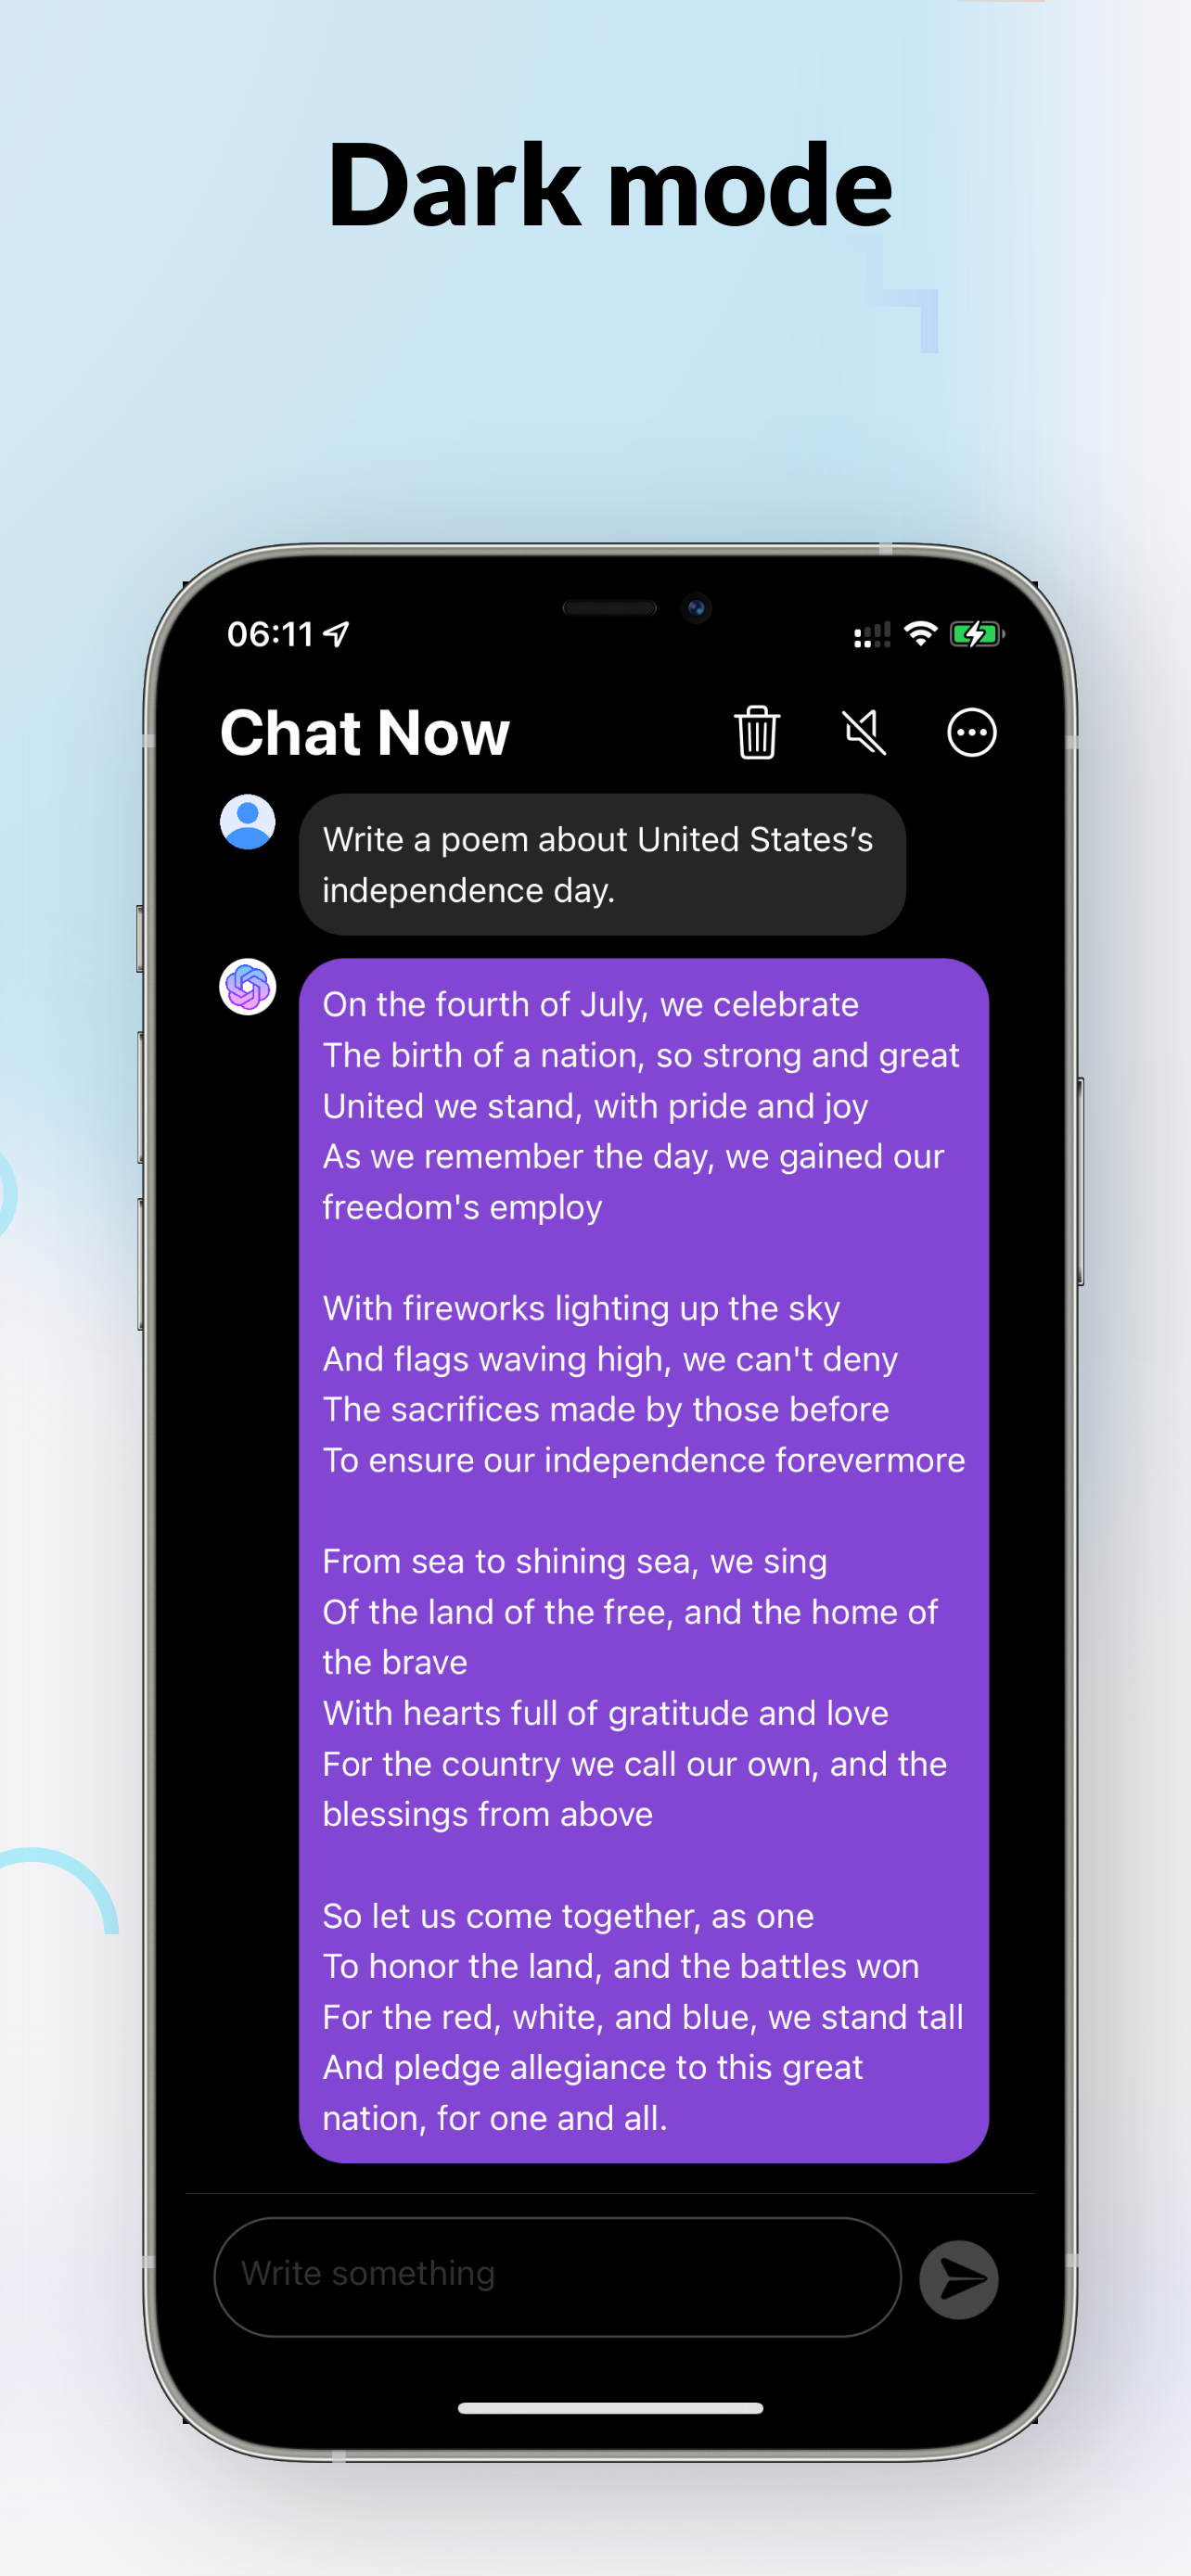 Dark mode
06:11
Chat Now
Write a poem about United States’s
independence day.
On the fourth of July, we celebrate
The birth of a nation, so strong and great
United we stand, with pride and joy
As we remember the day, we gained our
freedom's employ
With fireworks lighting up the sky
And flags waving high, we can't deny
The sacrifices made by those before
To ensure our independence forevermore
From sea to shining sea, we sing
Of the land of the free, and the home of
the brave
With hearts full of gratitude and love
For the country we call our own, and the
blessings from above
So let us come together, as one
To honor the land, and the battles won
For the red, white, and blue, we stand tall
And pledge allegiance to this great
nation, for one and all.
Write something